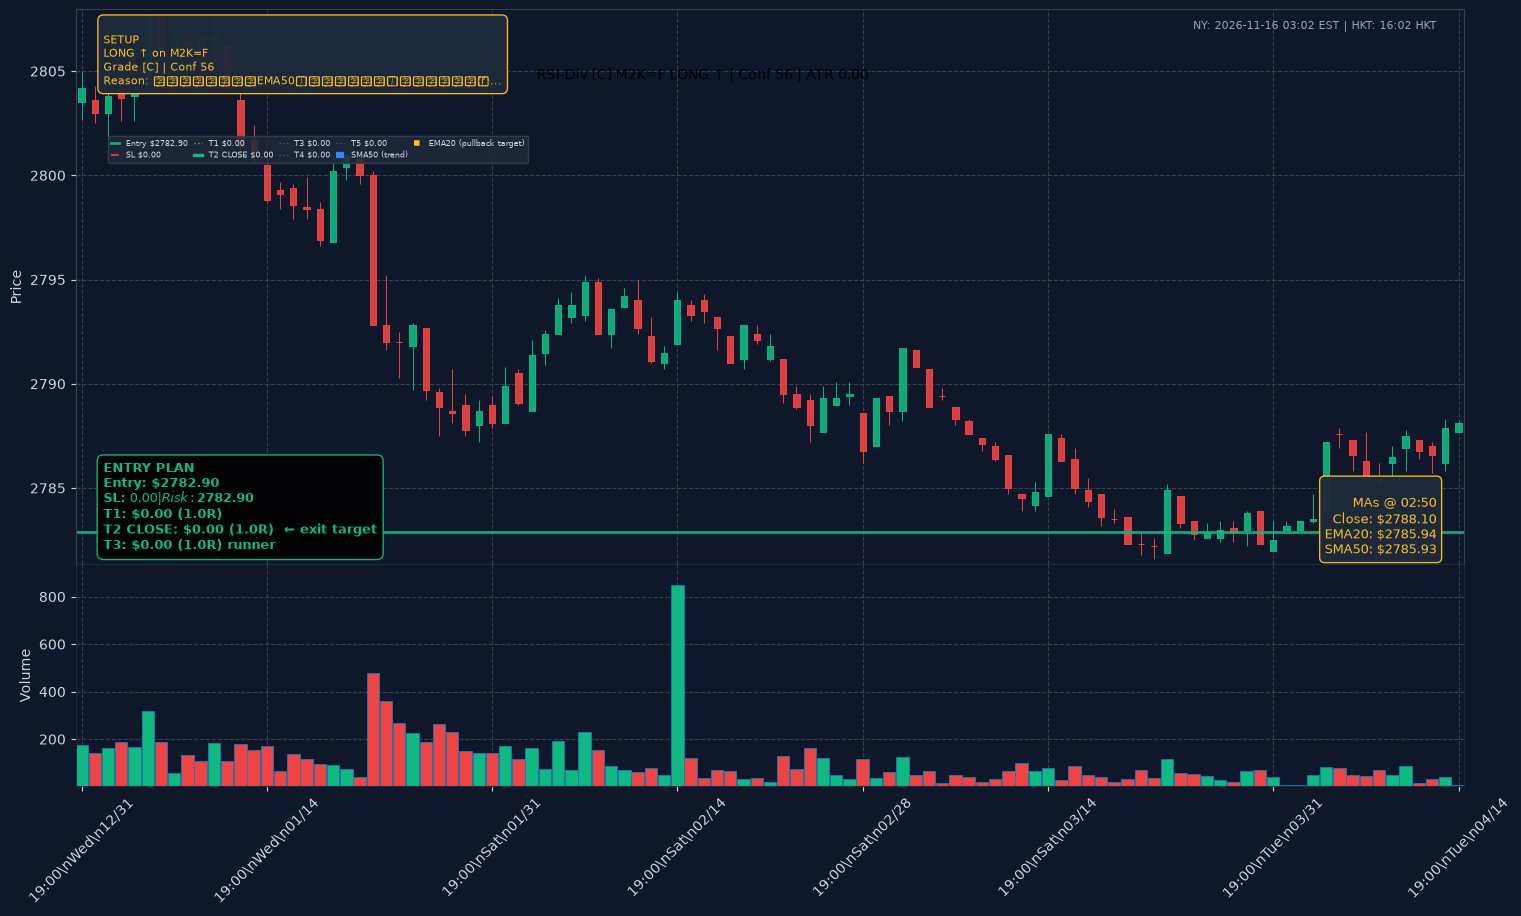 NY: 2026-11-16 03:02 EST | HKT: 16:02 HKT
SETUP
LONG ↑ on M2K=F
Grade [C] | Conf 56
Reason: EMA50 ...
RSI-Div [C] M2K=F LONG ↑ | Conf 56 | ATR 0.00
Entry $2782.90
SL $0.00
T1 $0.00
T2 CLOSE $0.00
T3 $0.00
T4 $0.00
T5 $0.00
SMA50 (trend)
EMA20 (pullback target)
Price
2805
2800
2795
2790
2785
ENTRY PLAN
Entry: $2782.90
SL: 0.00|Risk:2782.90
T1: $0.00 (1.0R)
T2 CLOSE: $0.00 (1.0R) ← exit target
T3: $0.00 (1.0R) runner
MAs @ 02:50
Close: $2788.10
EMA20: $2785.94
SMA50: $2785.93
Volume
800
600
400
200
19:00\nWed\n12/31
19:00\nWed\n01/14
19:00\nSat\n01/31
19:00\nSat\n02/14
19:00\nSat\n02/28
19:00\nSat\n03/14
19:00\nTue\n03/31
19:00\nTue\n04/14